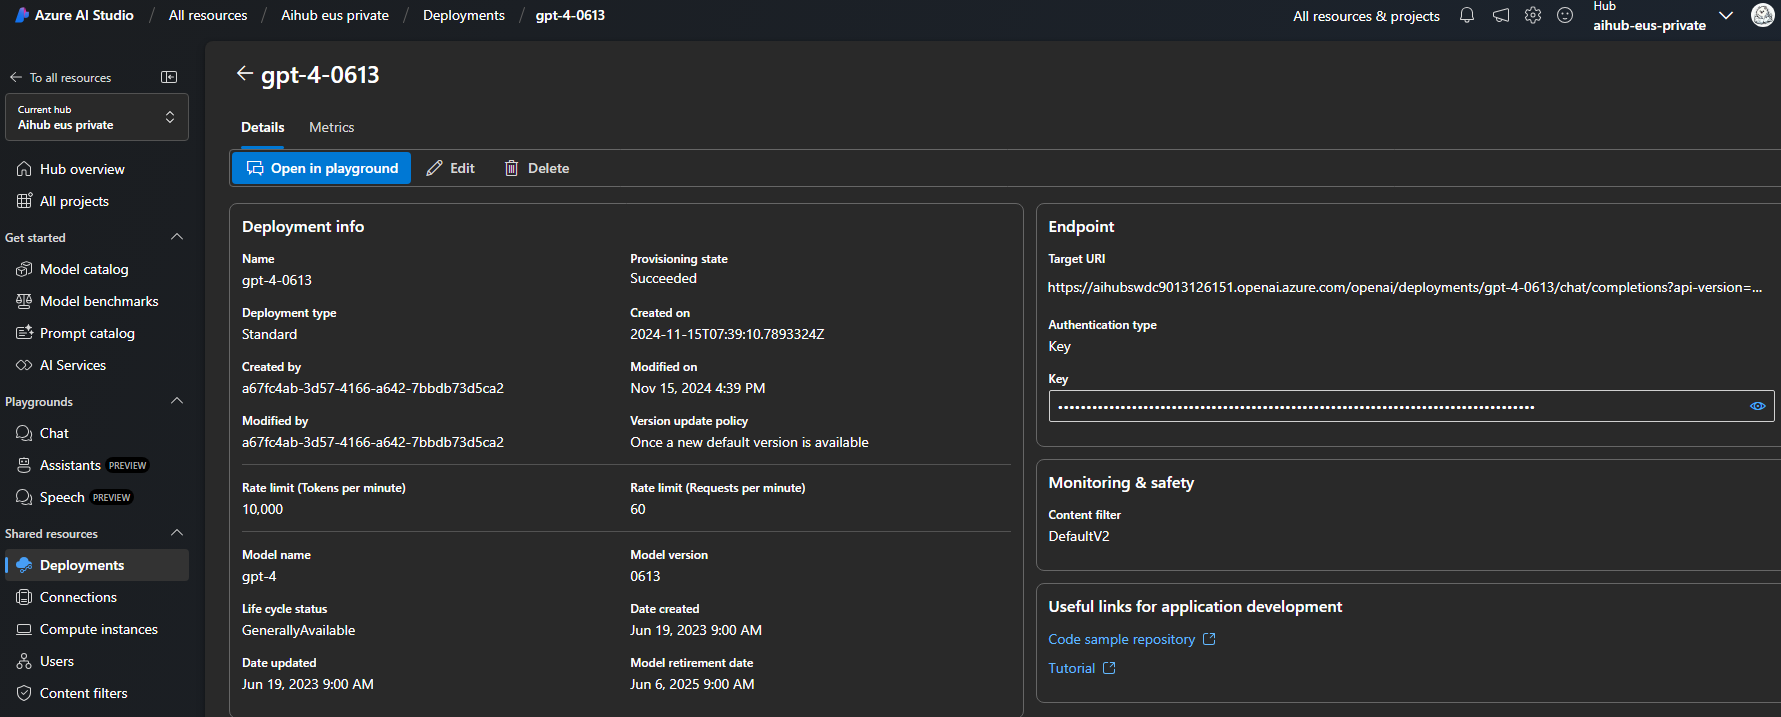 Azure AI Studio / All resources / Aihub eus private / Deployments / gpt-4-0613
All resources & projects
Hub
aihub-eus-private
To all resources
Current hub
Aihub eus private
Hub overview
All projects
Get started
Model catalog
Model benchmarks
Prompt catalog
AI Services
Playgrounds
Chat
Assistants PREVIEW
Speech PREVIEW
Shared resources
Deployments
Connections
Compute instances
Users
Content filters
gpt-4-0613
Details Metrics
Open in playground Edit Delete
Deployment info
Name
gpt-4-0613
Provisioning state
Succeeded
Deployment type
Standard
Created on
2024-11-15T07:39:10.7893324Z
Created by
a67fc4ab-3d57-4166-a642-7bbdb73d5ca2
Modified on
Nov 15, 2024 4:39 PM
Modified by
a67fc4ab-3d57-4166-a642-7bbdb73d5ca2
Version update policy
Once a new default version is available
Rate limit (Tokens per minute)
10,000
Rate limit (Requests per minute)
60
Model name
gpt-4
Model version
0613
Life cycle status
GenerallyAvailable
Date created
Jun 19, 2023 9:00 AM
Date updated
Jun 19, 2023 9:00 AM
Model retirement date
Jun 6, 2025 9:00 AM
Endpoint
Target URI
https://aihubswdc9013126151.openai.azure.com/openai/deployments/gpt-4-0613/chat/completions?api-version=...
Authentication type
Key
Key
Monitoring & safety
Content filter
DefaultV2
Useful links for application development
Code sample repository
Tutorial